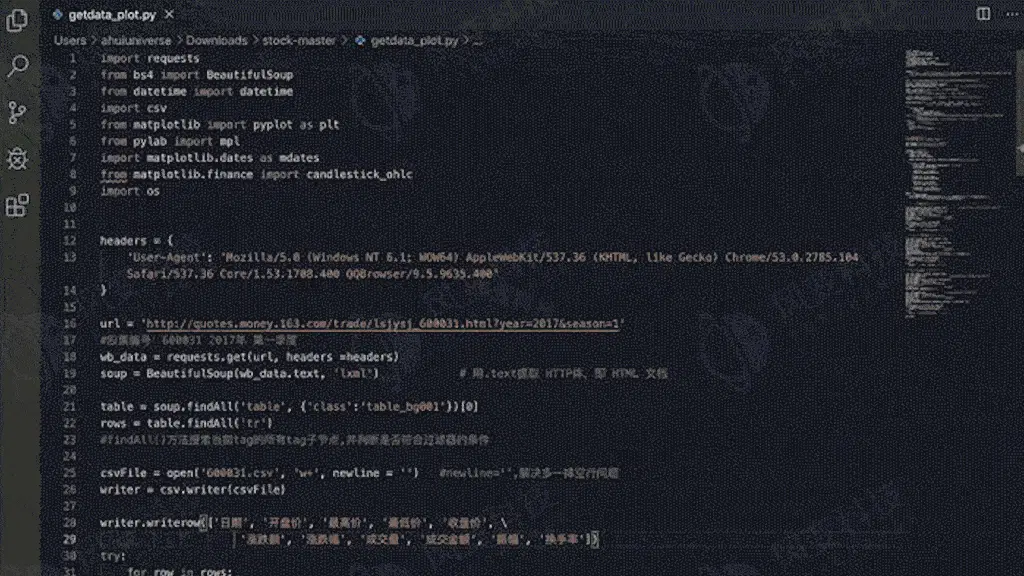 getdata_plot.py ×
Users > ahuiuniverse > Downloads > stock-master > getdata_plot.py > ...
1 import requests
2 from bs4 import BeautifulSoup
3 from datetime import datetime
4 import csv
5 from matplotlib import pyplot as plt
6 from pylab import mpl
7 import matplotlib.dates as mdates
8 from matplotlib.finance import candlestick_ohlc
9 import os
10
11
12 headers = {
13 'User-Agent': 'Mozilla/5.0 (Windows NT 6.1; WOW64) AppleWebKit/537.36 (KHTML, like Gecko) Chrome/53.0.2785.104
Safari/537.36 Core/1.53.1708.400 QQBrowser/9.5.9635.400'
14 }
15
16 url = 'http://quotes.money.163.com/trade/lsjysj_600031.html?year=2017&season=1'
17 #股票编号 600031 2017年 第一季度
18 wb_data = requests.get(url, headers =headers)
19 soup = BeautifulSoup(wb_data.text, 'lxml') # 用.text提取 HTTP体、即 HTML 文档
20
21 table = soup.findAll('table', {'class':'table_bg001'})[0]
22 rows = table.findAll('tr')
23 #findAll()方法搜索当前tag的所有tag子节点,并判断是否符合过滤器的条件
24
25 csvFile = open('600031.csv', 'w+', newline = '') #newline='',解决多一排空行问题
26 writer = csv.writer(csvFile)
27
28 writer.writerow(['日期', '开盘价', '最高价', '最低价', '收盘价', \
29 '涨跌额', '涨跌幅', '成交量', '成交金额', '振幅', '换手率'])
30 try:
31 for row in rows: